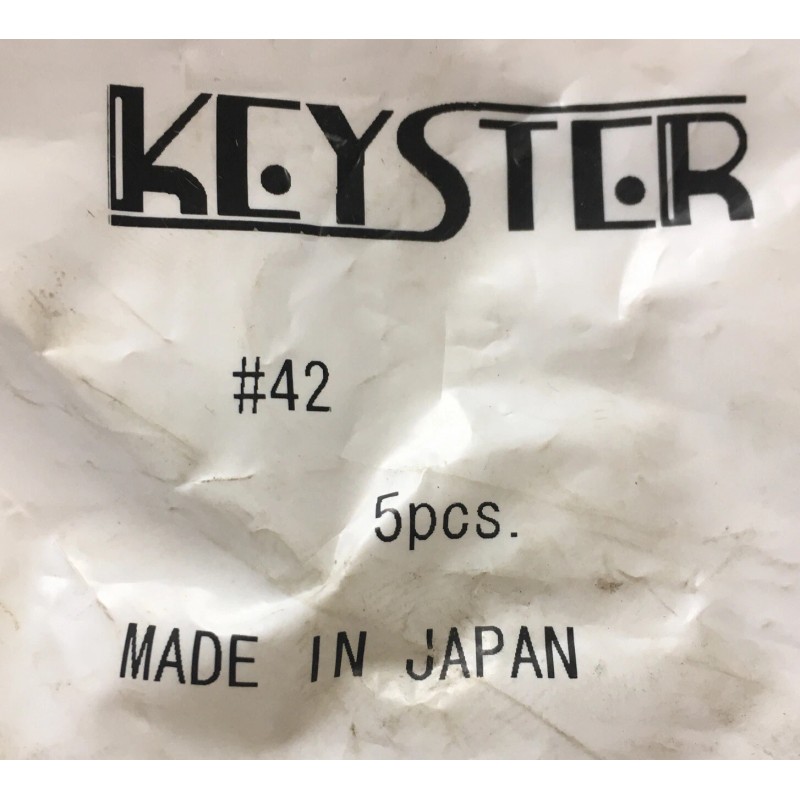 KEYSTER
#42
5pcs.
MADE IN JAPAN